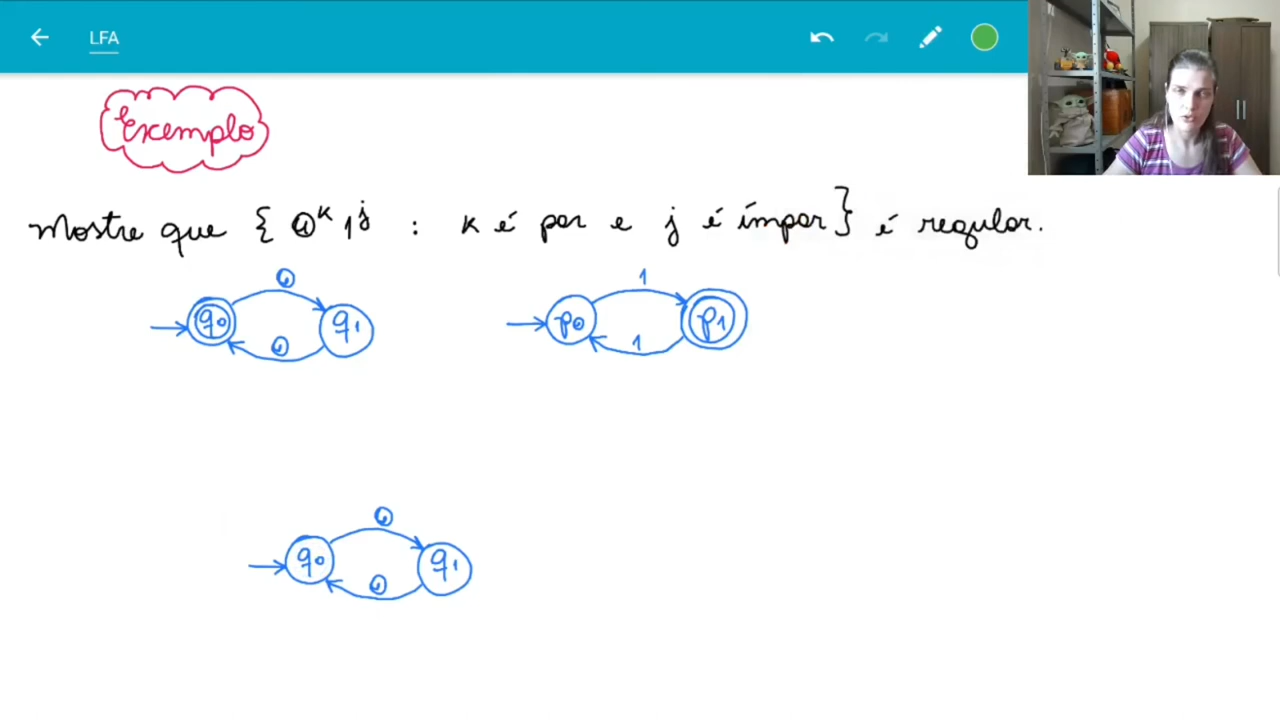 LFA
Exemplo
Mostre que { 0ᵏ1ʲ : k é par e j é ímpar } é regular.
0 1
q0 q1 p0 p1
0 1
0
q0 q1
0